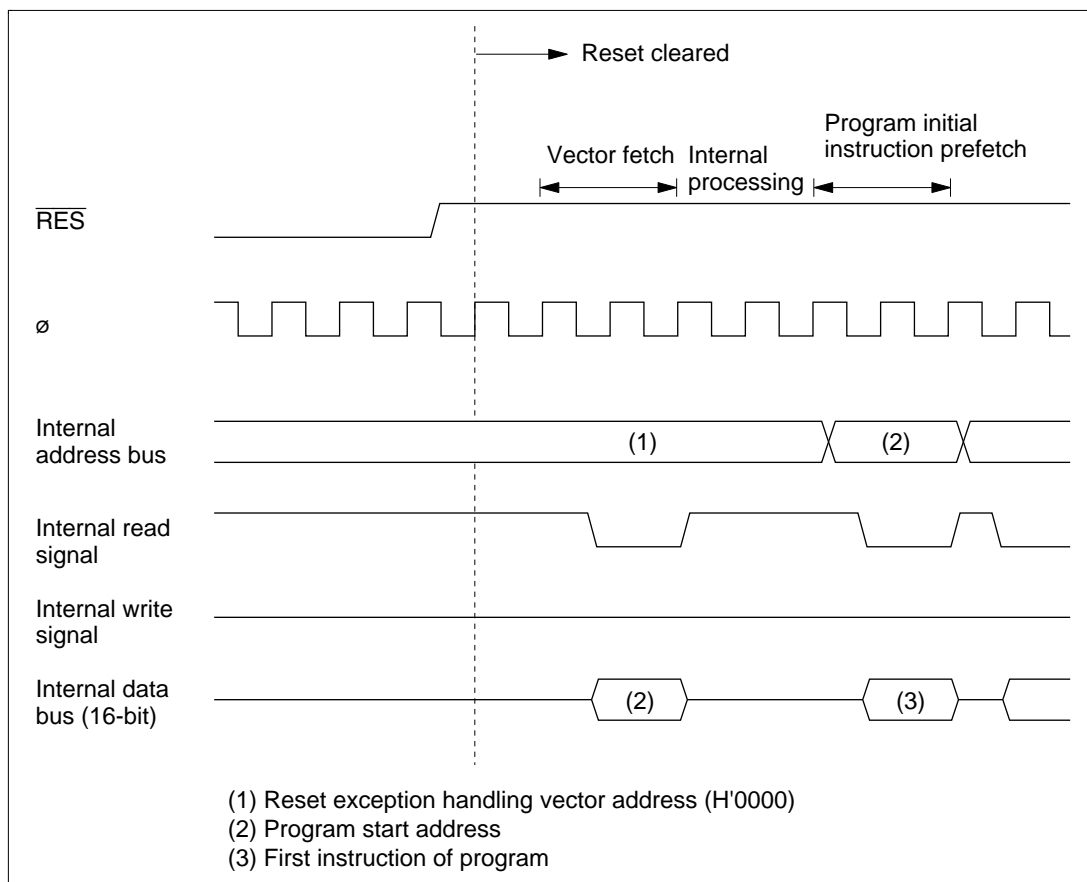 Reset cleared
Program initial
instruction prefetch
Vector fetch
Internal
processing
RES
ø
Internal
address bus
(1)
(2)
Internal read
signal
Internal write
signal
Internal data
bus (16-bit)
(2)
(3)
(1) Reset exception handling vector address (H'0000)
(2) Program start address
(3) First instruction of program